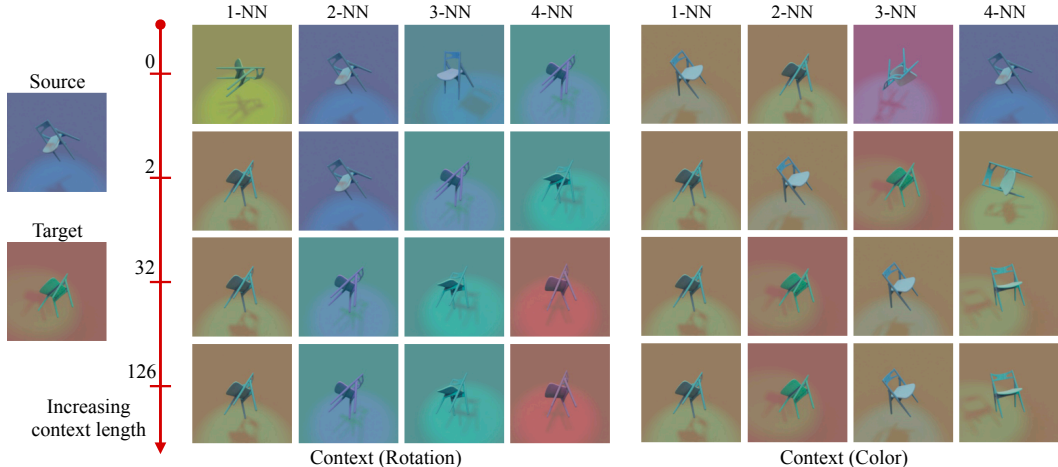 1-NN 2-NN 3-NN 4-NN 1-NN 2-NN 3-NN 4-NN
0
Source
2
Target
32
126
Increasing
context length
Context (Rotation) Context (Color)